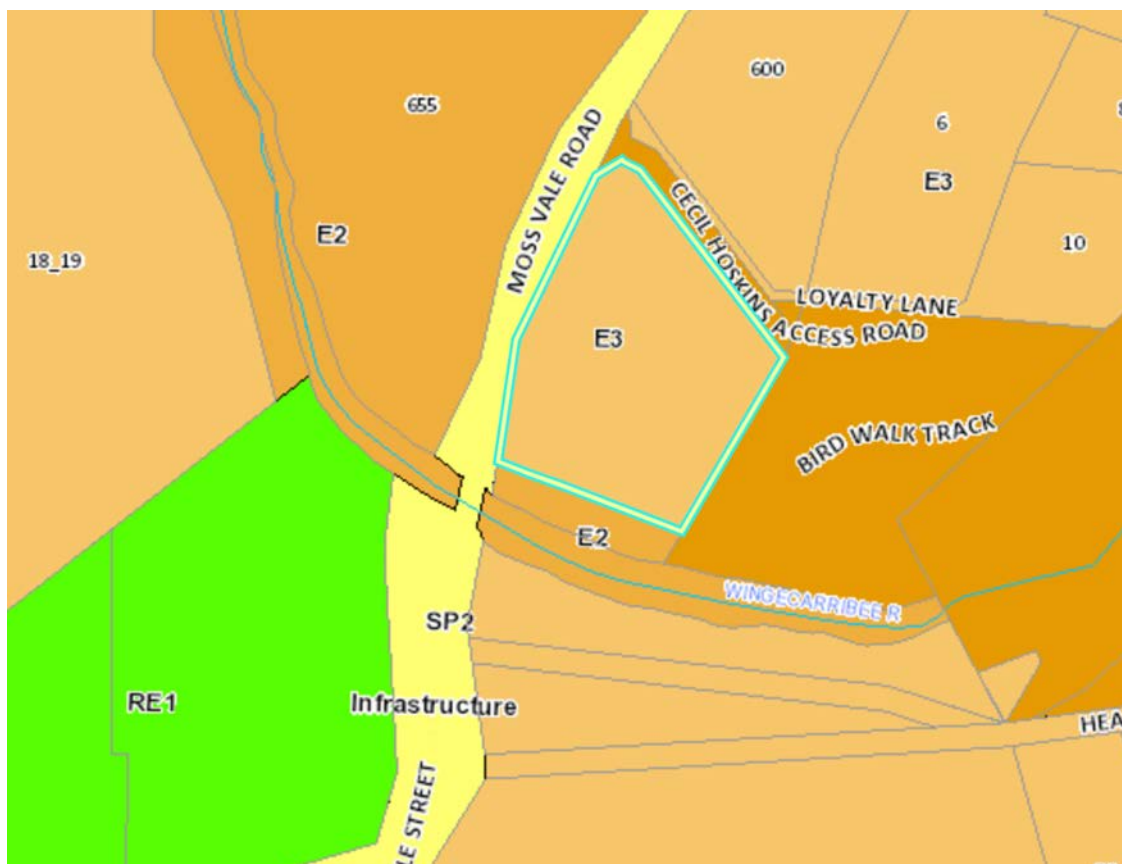 600
655
6
E3
MOSS VALE ROAD
CECIL HOSKINS ACCESS ROAD
E2
10
18_19
LOYALTY LANE
E3
BIRD WALK TRACK
E2
WINGECARRIBEE R
SP2
RE1
Infrastructure
HEA
LE STREET